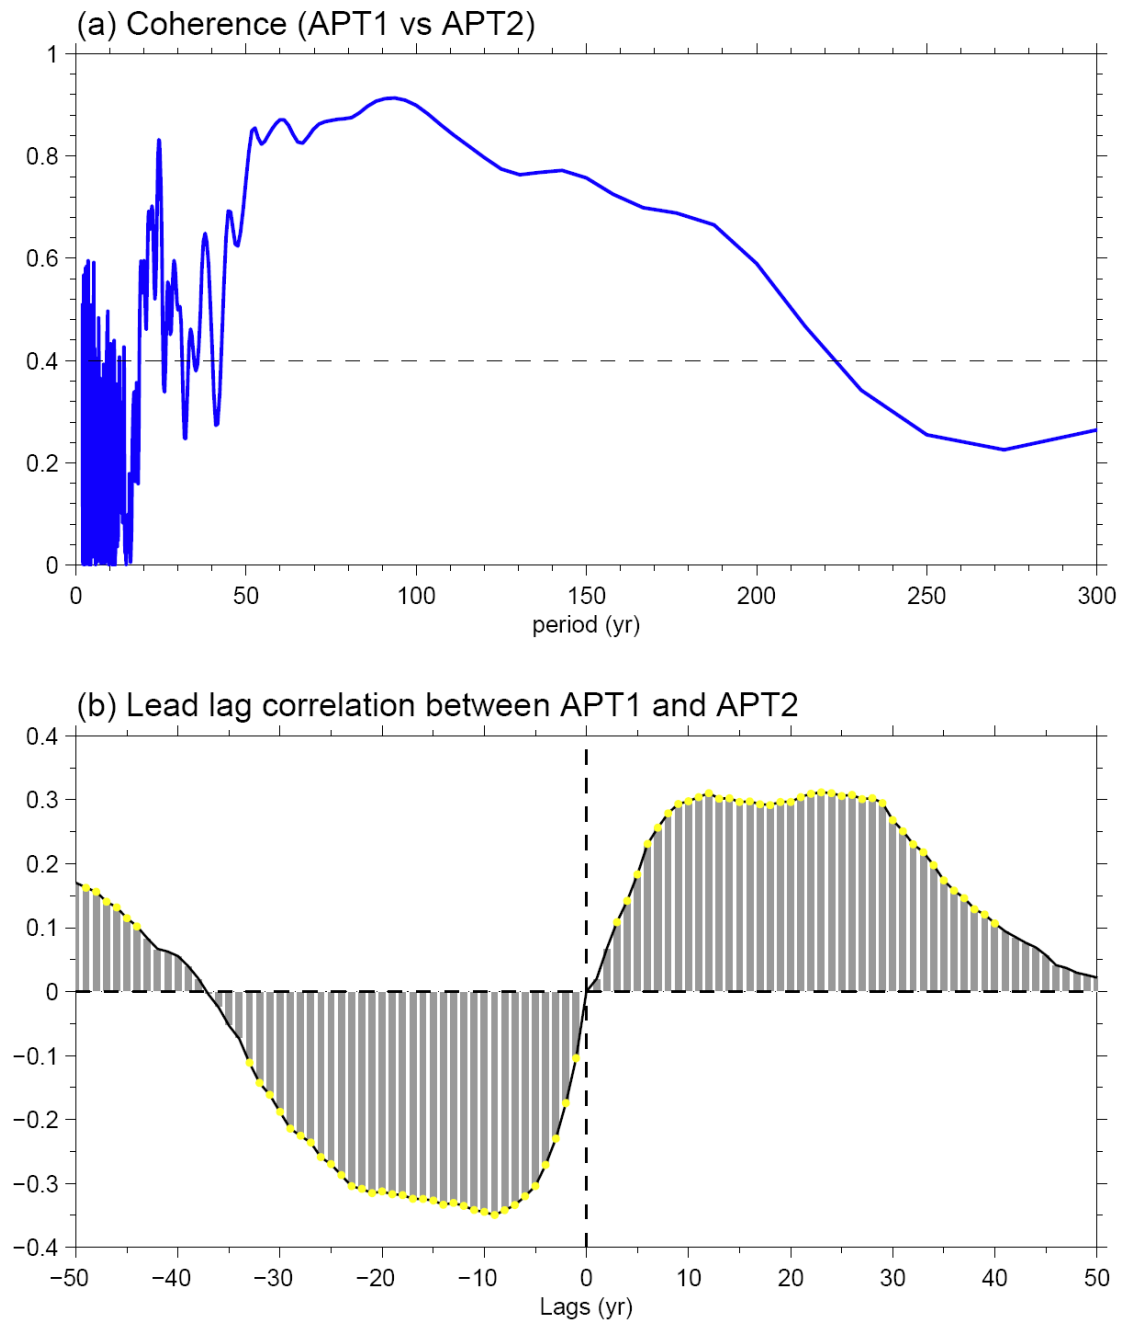 (a) Coherence (APT1 vs APT2)
1
0.8
0.6
0.4
0.2
0
0 50 100 150 200 250 300
period (yr)
(b) Lead lag correlation between APT1 and APT2
0.4
0.3
0.2
0.1
0
−0.1
−0.2
−0.3
−0.4
−50 −40 −30 −20 −10 0 10 20 30 40 50
Lags (yr)